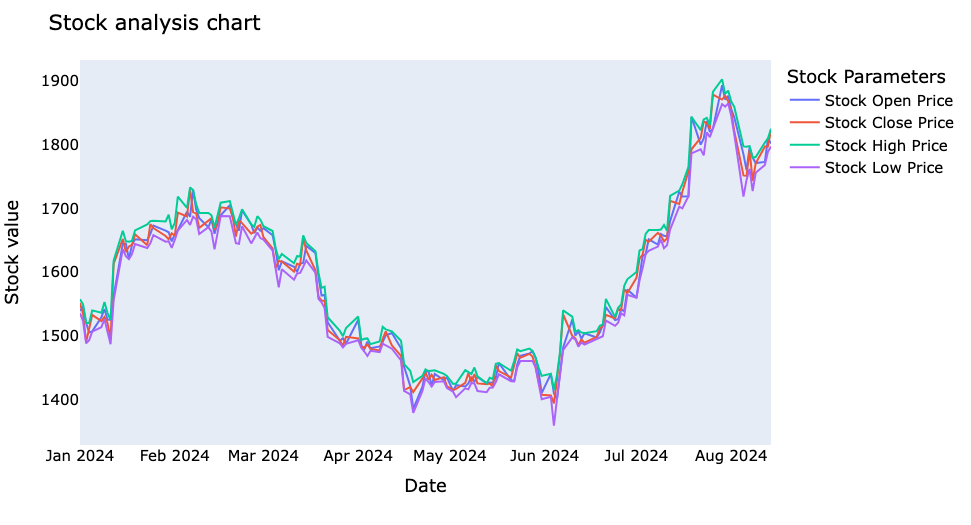 Stock analysis chart
Stock value
1900
1800
1700
1600
1500
1400
Jan 2024 Feb 2024 Mar 2024 Apr 2024 May 2024 Jun 2024 Jul 2024 Aug 2024
Date
Stock Parameters
Stock Open Price
Stock Close Price
Stock High Price
Stock Low Price